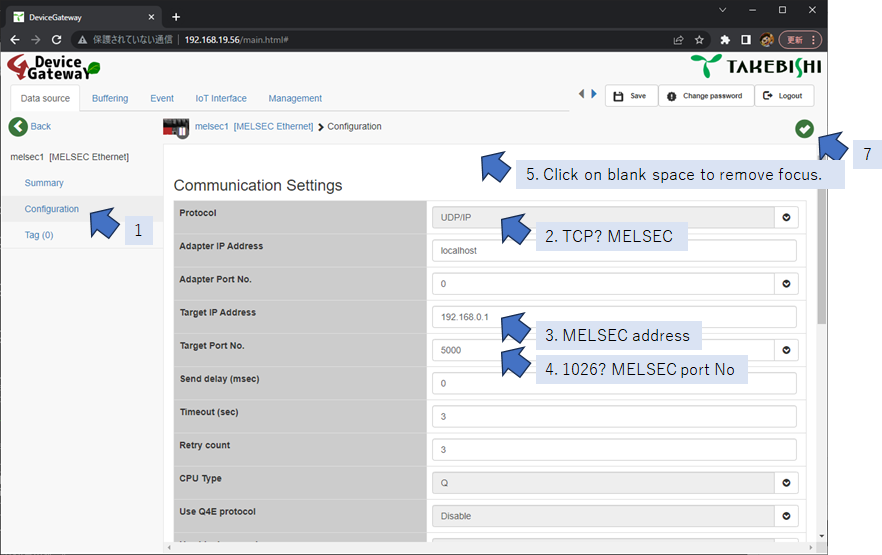 DeviceGateway
保護されていない通信 | 192.168.19.56/main.html#
更新
Device
Gateway
TAKEBISHI
Data source Buffering Event IoT Interface Management
Save Change password Logout
Back
melsec1 [MELSEC Ethernet] Configuration
7
melsec1 [MELSEC Ethernet]
5. Click on blank space to remove focus.
Summary
Communication Settings
Configuration
1
Protocol UDP/IP
Tag (0)
2. TCP? MELSEC
Adapter IP Address localhost
Adapter Port No. 0
Target IP Address 192.168.0.1
3. MELSEC address
Target Port No. 5000
4. 1026? MELSEC port No
Send delay (msec) 0
Timeout (sec) 3
Retry count 3
CPU Type Q
Use Q4E protocol Disable